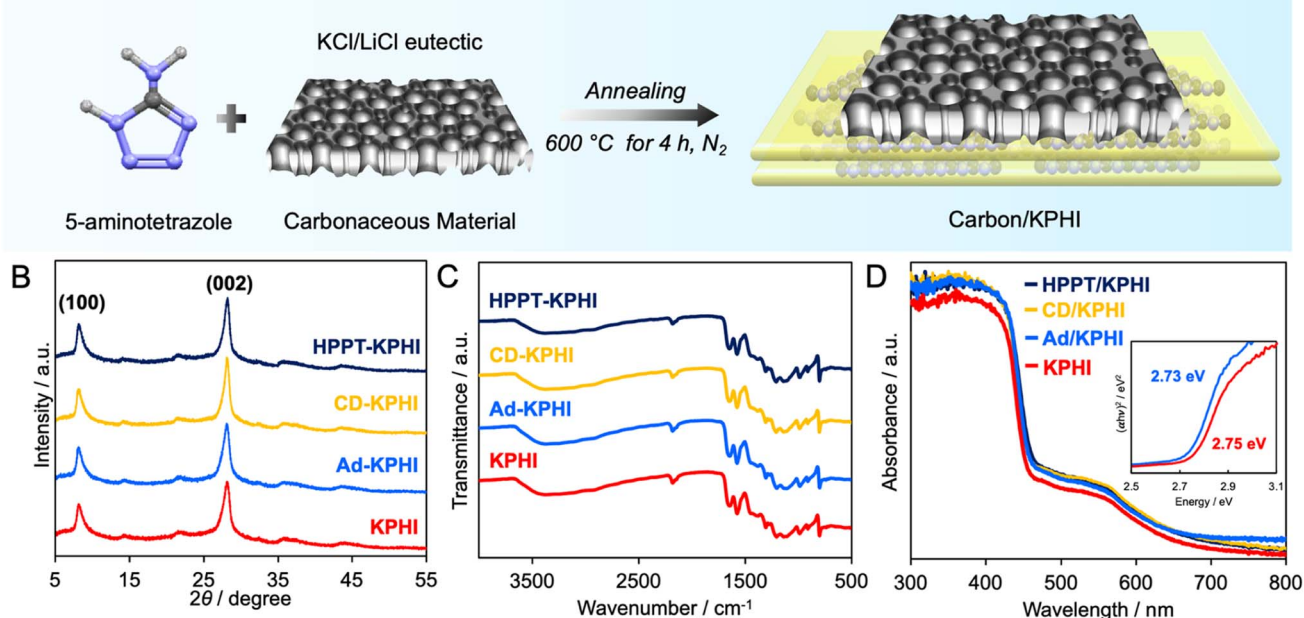 KCl/LiCl eutectic
Annealing
600 °C for 4 h, N₂
5-aminotetrazole
Carbonaceous Material
Carbon/KPHI
B
(100)
(002)
HPPT-KPHI
CD-KPHI
Ad-KPHI
KPHI
Intensity / a.u.
5
15
25
35
45
55
2θ / degree
C
HPPT-KPHI
CD-KPHI
Ad-KPHI
KPHI
Transmittance / a.u.
3500
2500
1500
500
Wavenumber / cm⁻¹
D
HPPT/KPHI
CD/KPHI
Ad/KPHI
KPHI
2.73 eV
2.75 eV
(αhν)² / eV²
2.5
2.7
2.9
3.1
Energy / eV
Absorbance / a.u.
300
400
500
600
700
800
Wavelength / nm